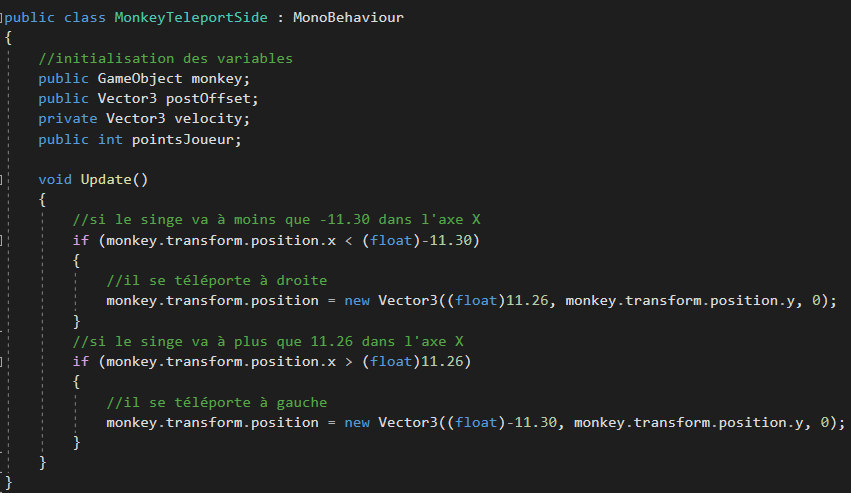 public class MonkeyTeleportSide : MonoBehaviour
{
    //initialisation des variables
    public GameObject monkey;
    public Vector3 postOffset;
    private Vector3 velocity;
    public int pointsJoueur;

    void Update()
    {
        //si le singe va à moins que -11.30 dans l'axe X
        if (monkey.transform.position.x < (float)-11.30)
        {
            //il se téléporte à droite
            monkey.transform.position = new Vector3((float)11.26, monkey.transform.position.y, 0);
        }
        //si le singe va à plus que 11.26 dans l'axe X
        if (monkey.transform.position.x > (float)11.26)
        {
            //il se téléporte à gauche
            monkey.transform.position = new Vector3((float)-11.30, monkey.transform.position.y, 0);
        }
    }
}